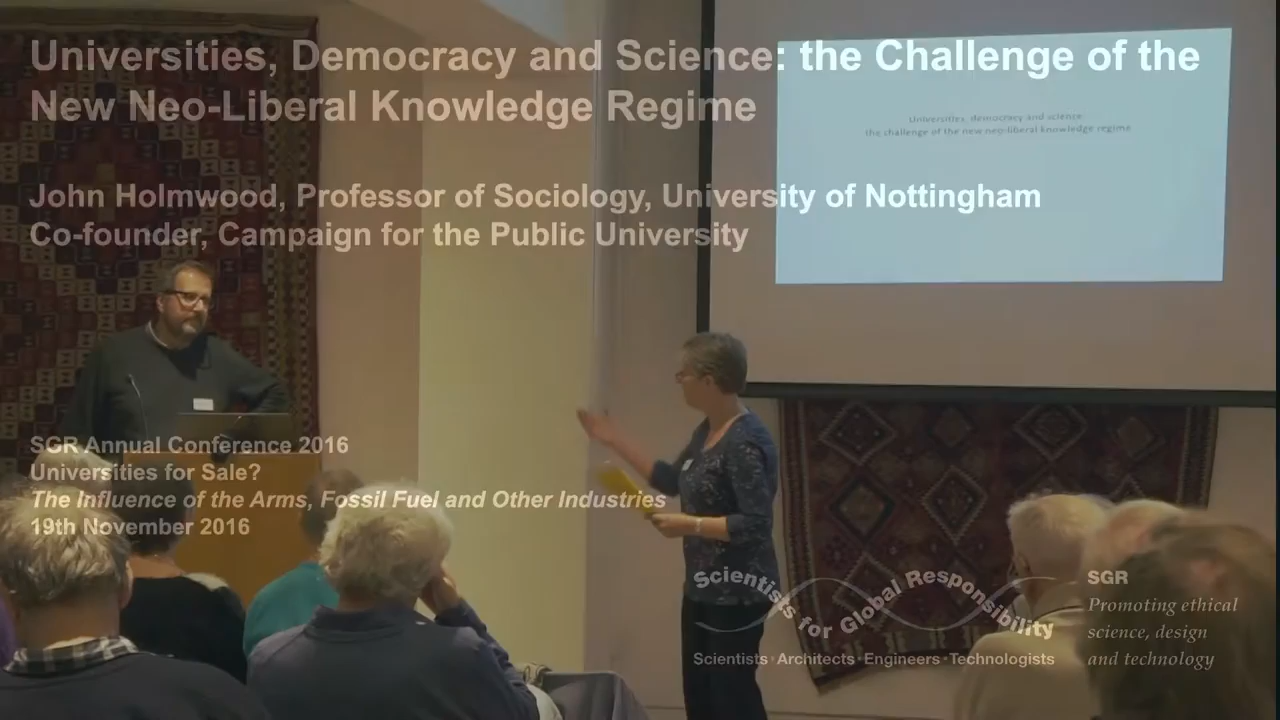 Universities, Democracy and Science: the Challenge of the
New Neo-Liberal Knowledge Regime
Universities, democracy and science:
the challenge of the new neo-liberal knowledge regime
John Holmwood, Professor of Sociology, University of Nottingham
Co-founder, Campaign for the Public University
SGR Annual Conference 2016
Universities for Sale?
The Influence of the Arms, Fossil Fuel and Other Industries
19th November 2016
Scientists for Global Responsibility
Scientists · Architects · Engineers · Technologists
SGR
Promoting ethical
science, design
and technology